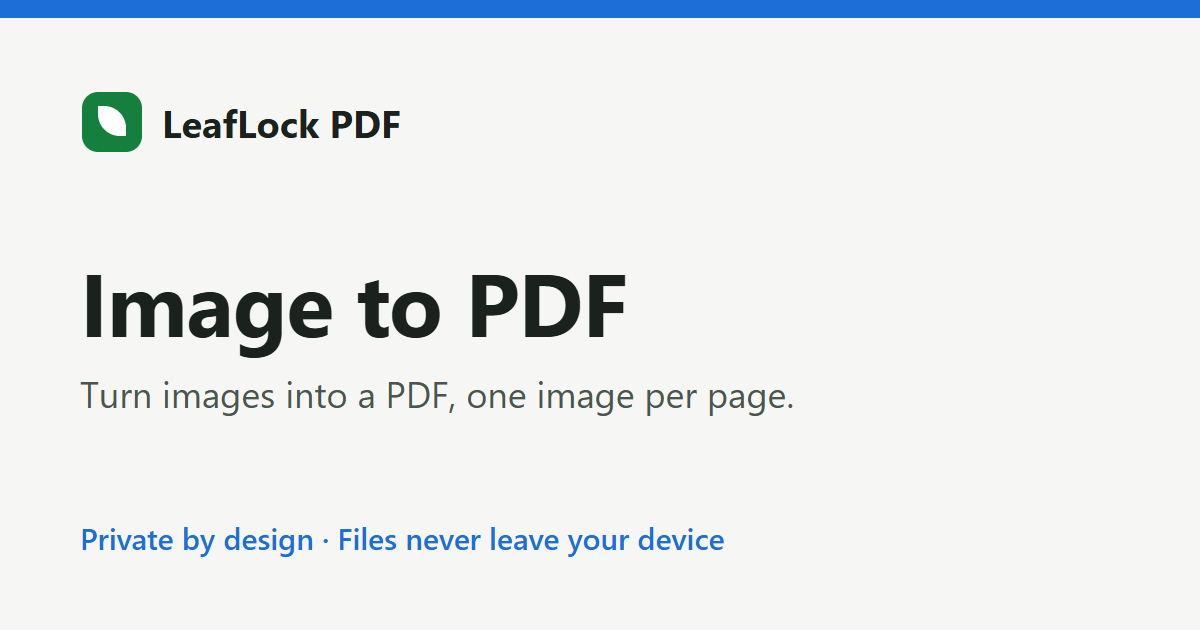 LeafLock PDF
Image to PDF
Turn images into a PDF, one image per page.
Private by design · Files never leave your device